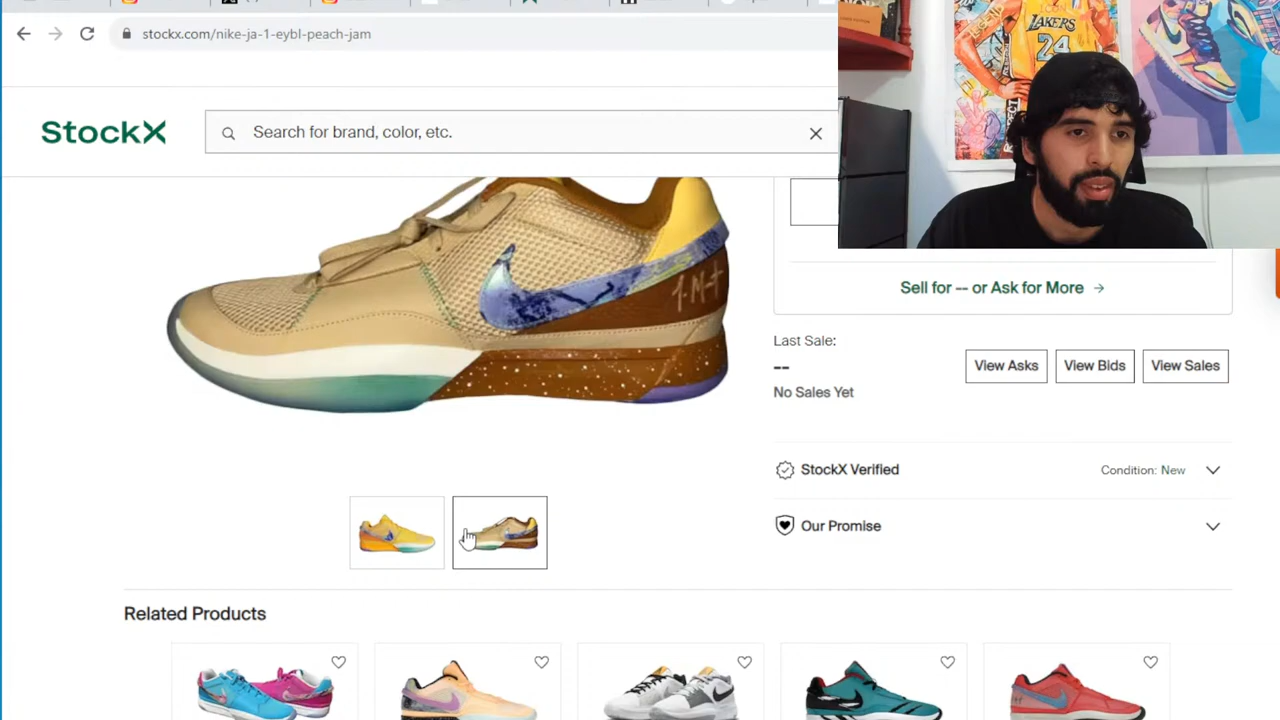 stockx.com/nike-ja-1-eybl-peach-jam
LAKERS
24
StockX
Search for brand, color, etc.
Sell for -- or Ask for More
Last Sale:
--
No Sales Yet
View Asks
View Bids
View Sales
StockX Verified
Condition: New
Our Promise
Related Products